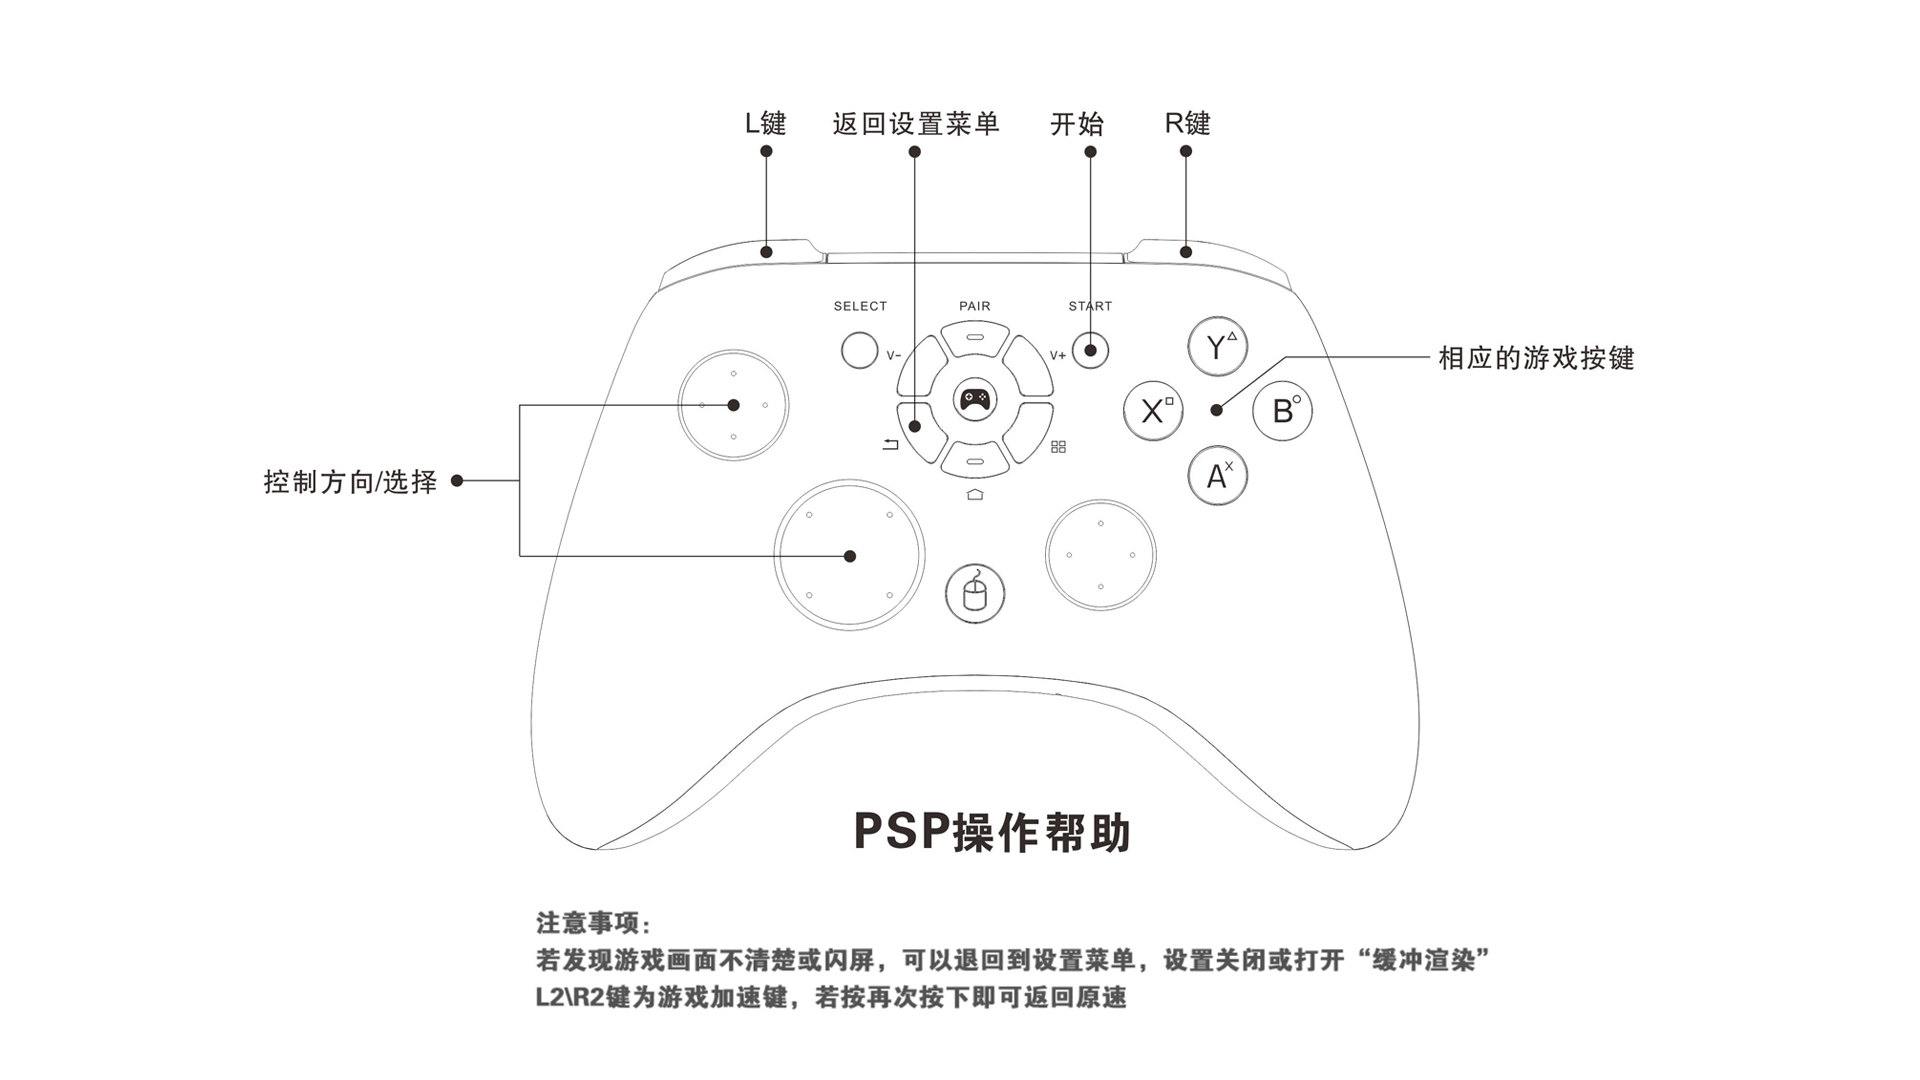 L键
返回设置菜单
开始
R键
SELECT
PAIR
START
V-
V+
Y△
X□
B○
A×
相应的游戏按键
控制方向/选择
PSP操作帮助
注意事项：
若发现游戏画面不清楚或闪屏，可以退回到设置菜单，设置关闭或打开“缓冲渲染”
L2\R2键为游戏加速键，若按再次按下即可返回原速